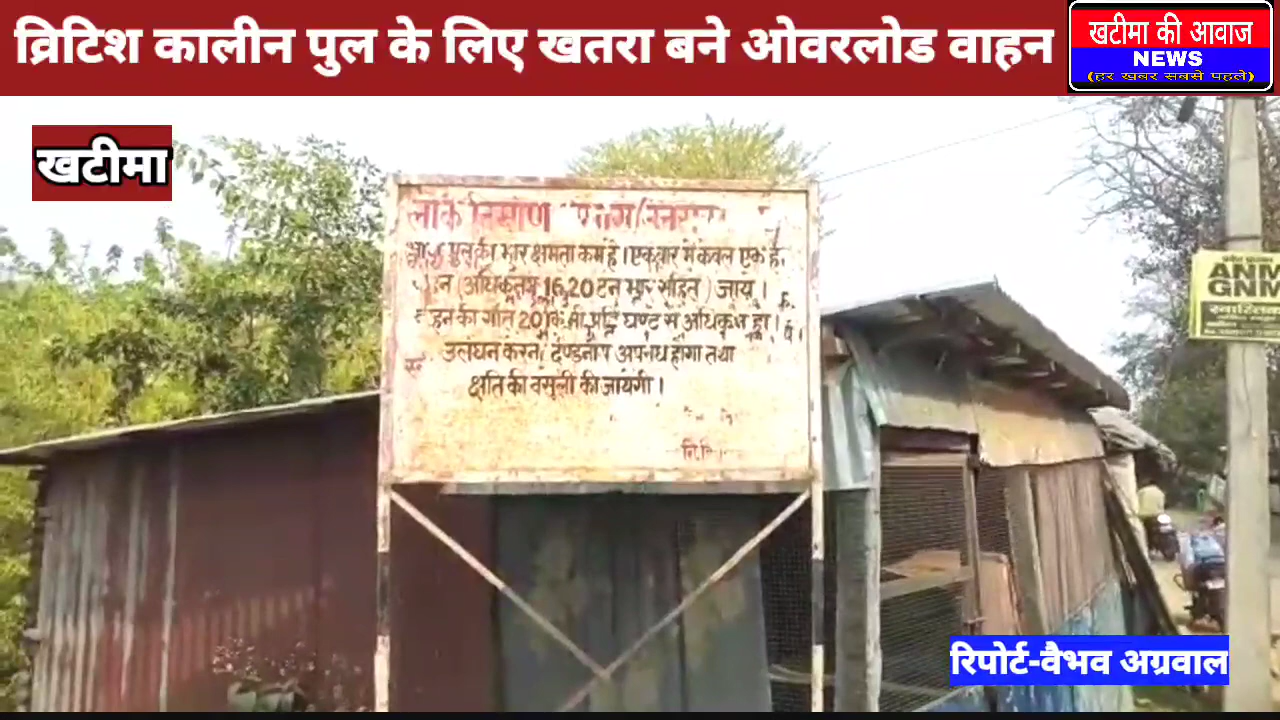 ब्रिटिश कालीन पुल के लिए खतरा बने ओवरलोड वाहन
खटीमा की आवाज
NEWS
(हर खबर सबसे पहले)
खटीमा
लोक निर्माण
पुल की भार क्षमता कम है । एक बार में केवल एक ही
(अधिकतम 16.20 टन भार सहित) जाय ।
की गति 20 कि.मी. प्रति घण्टे से अधिक न हो ।
उलंघन करना दण्डनीय अपराध होगा तथा
क्षति की वसूली की जायेगी ।
ANM
GNM
रिपोर्ट-वैभव अग्रवाल